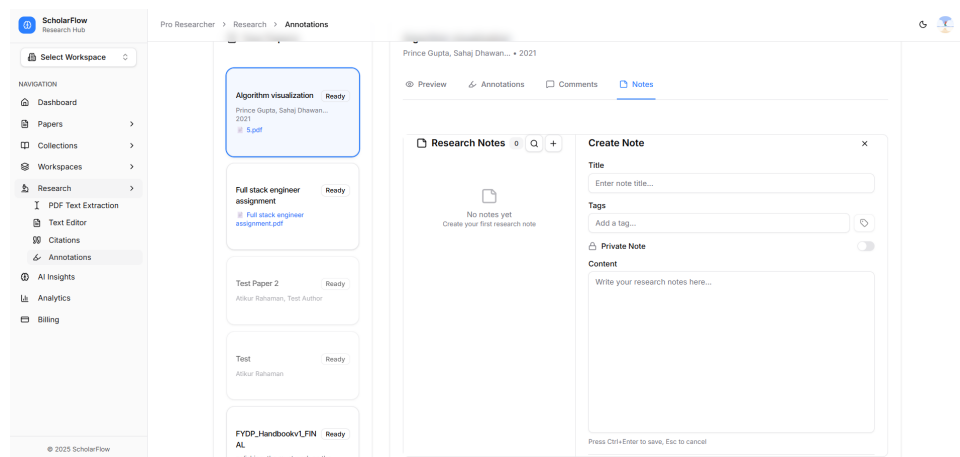 ScholarFlow
Research Hub
Select Workspace
NAVIGATION
Dashboard
Papers
Collections
Workspaces
Research
PDF Text Extraction
Text Editor
Citations
Annotations
AI Insights
Analytics
Billing
© 2025 ScholarFlow
Pro Researcher > Research > Annotations
Algorithm visualization Ready
Prince Gupta, Sahaj Dhawan...
2021
5.pdf
Full stack engineer Ready
assignment
Full stack engineer
assignment.pdf
Test Paper 2 Ready
Atikur Rahaman, Test Author
Test Ready
Atikur Rahaman
FYDP_Handbookv1_FIN Ready
AL
Prince Gupta, Sahaj Dhawan... • 2021
Preview Annotations Comments Notes
Research Notes 0
No notes yet
Create your first research note
Create Note
Title
Enter note title...
Tags
Add a tag...
Private Note
Content
Write your research notes here...
Press Ctrl+Enter to save, Esc to cancel